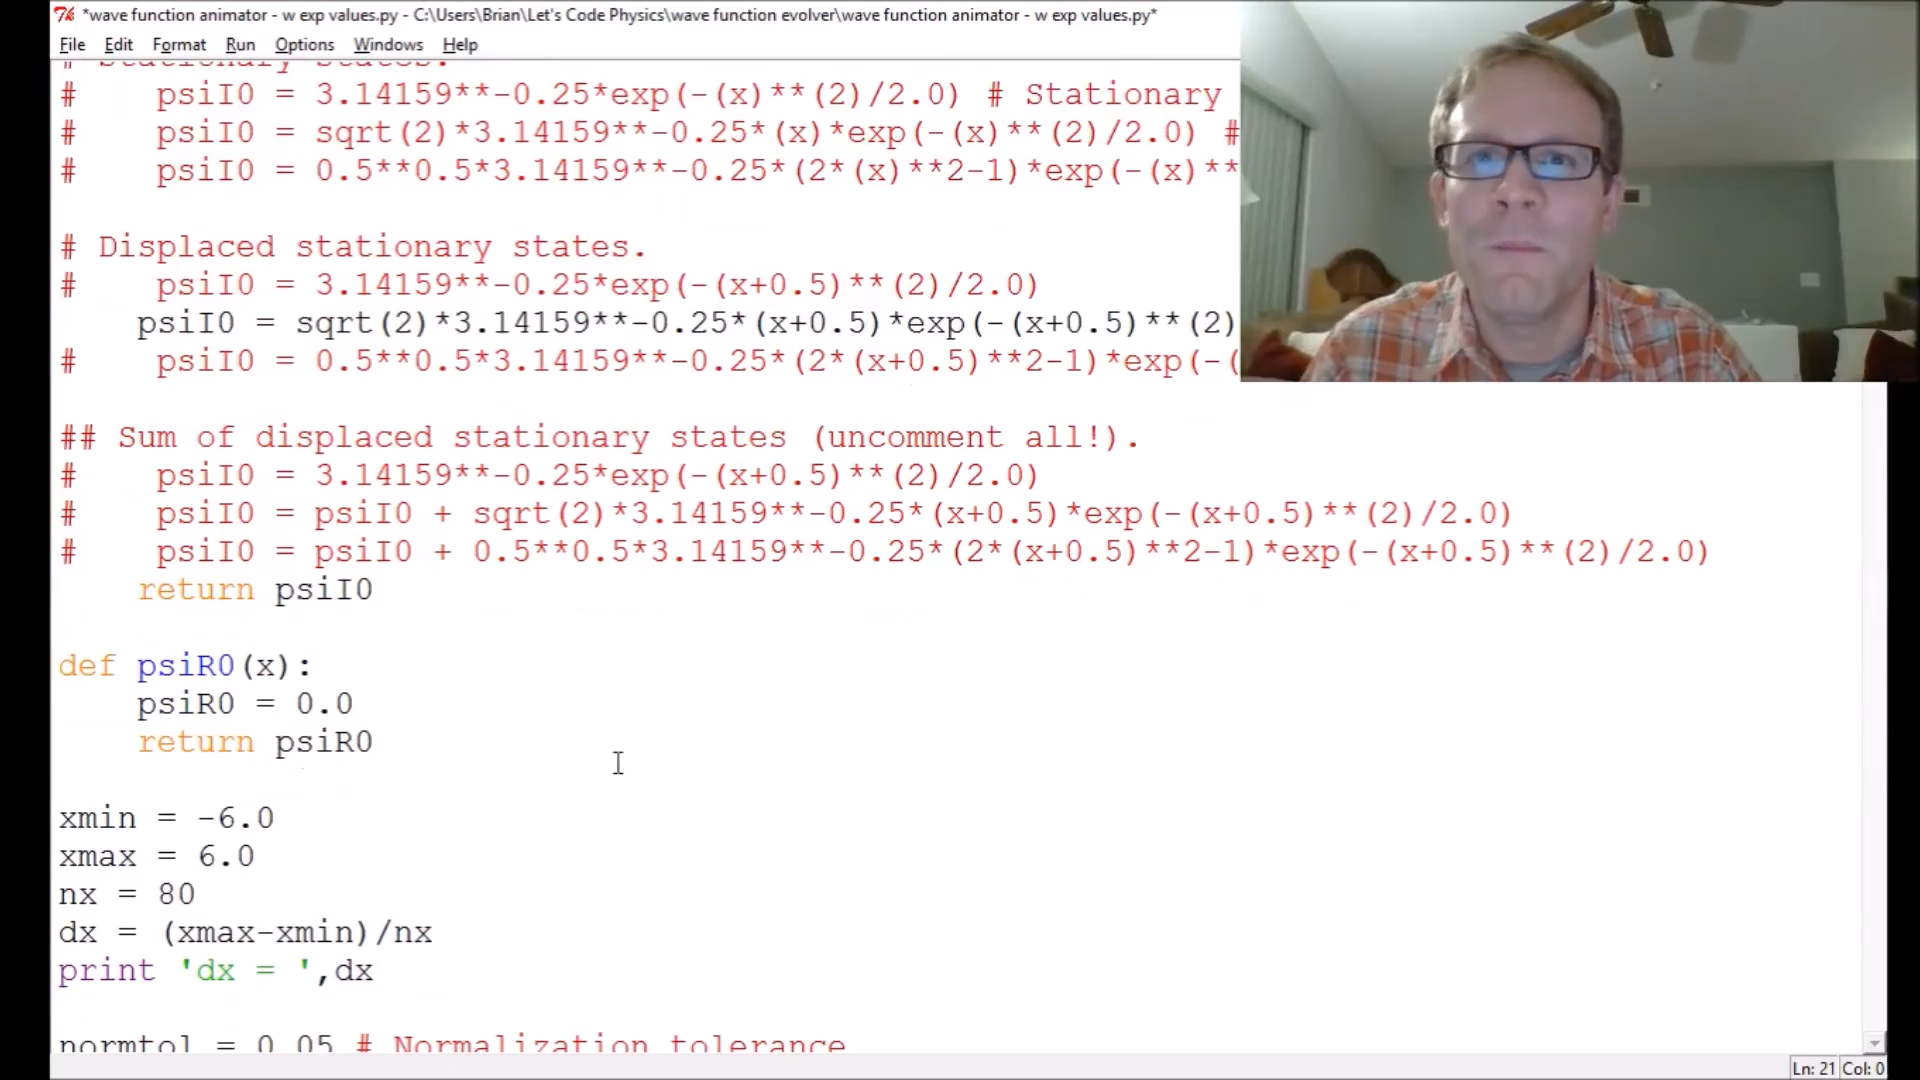 *wave function animator - w exp values.py - C:\Users\Brian\Let's Code Physics\wave function evolver\wave function animator - w exp values.py*
File Edit Format Run Options Windows Help
# Stationary states.
# psiI0 = 3.14159**-0.25*exp(-(x)**(2)/2.0) # Stationary
# psiI0 = sqrt(2)*3.14159**-0.25*(x)*exp(-(x)**(2)/2.0) #
# psiI0 = 0.5**0.5*3.14159**-0.25*(2*(x)**2-1)*exp(-(x)**
# Displaced stationary states.
# psiI0 = 3.14159**-0.25*exp(-(x+0.5)**(2)/2.0)
psiI0 = sqrt(2)*3.14159**-0.25*(x+0.5)*exp(-(x+0.5)**(2)
# psiI0 = 0.5**0.5*3.14159**-0.25*(2*(x+0.5)**2-1)*exp(-(
## Sum of displaced stationary states (uncomment all!).
# psiI0 = 3.14159**-0.25*exp(-(x+0.5)**(2)/2.0)
# psiI0 = psiI0 + sqrt(2)*3.14159**-0.25*(x+0.5)*exp(-(x+0.5)**(2)/2.0)
# psiI0 = psiI0 + 0.5**0.5*3.14159**-0.25*(2*(x+0.5)**2-1)*exp(-(x+0.5)**(2)/2.0)
return psiI0
def psiR0(x):
psiR0 = 0.0
return psiR0
xmin = -6.0
xmax = 6.0
nx = 80
dx = (xmax-xmin)/nx
print 'dx = ',dx
normtol = 0.05 # Normalization tolerance
Ln: 21 Col: 0